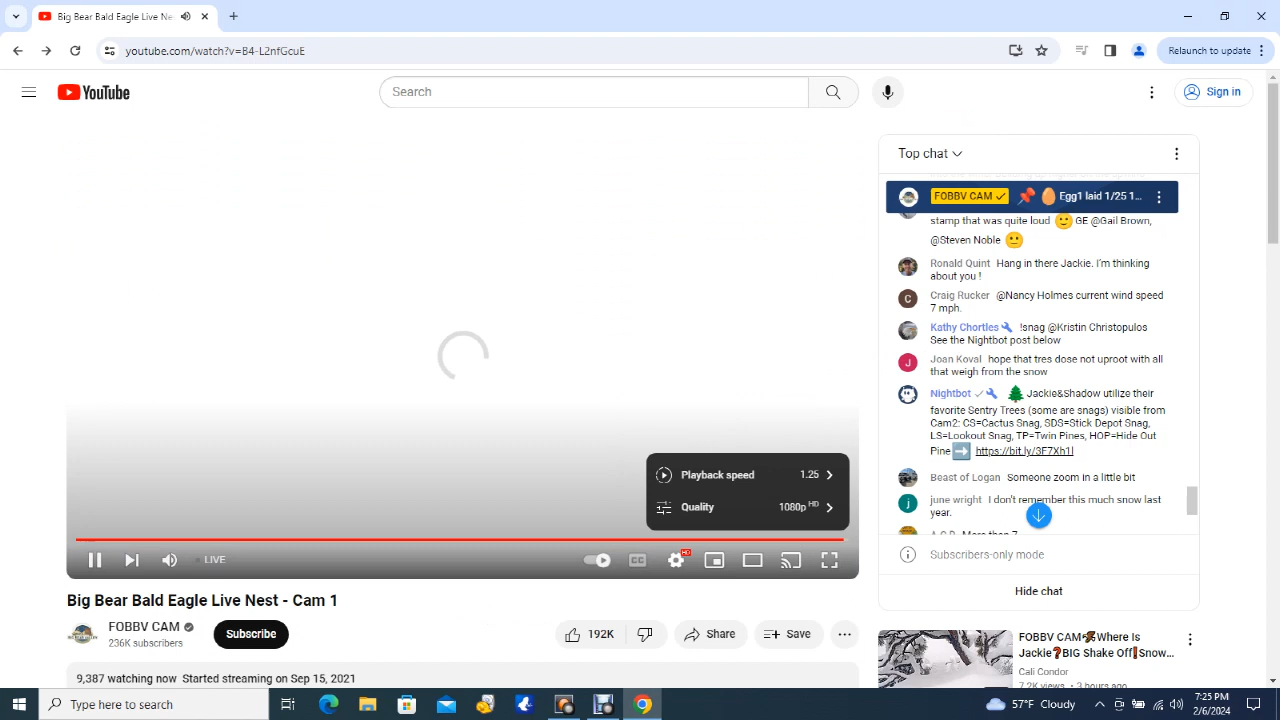 Big Bear Bald Eagle Live Ne
youtube.com/watch?v=B4-L2nfGcuE
Relaunch to update
YouTube
Search
Sign in
Top chat
FOBBV CAM Egg1 laid 1/25 1...
stamp that was quite loud GE @Gail Brown,
@Steven Noble
Ronald Quint Hang in there Jackie. I'm thinking
about you !
C Craig Rucker @Nancy Holmes current wind speed
7 mph.
Kathy Chortles !snag @Kristin Christopulos
See the Nightbot post below
J Joan Koval hope that tres dose not uproot with all
that weigh from the snow
Nightbot Jackie&Shadow utilize their
favorite Sentry Trees (some are snags) visible from
Cam2: CS=Cactus Snag, SDS=Stick Depot Snag,
LS=Lookout Snag, TP=Twin Pines, HOP=Hide Out
Pine https://bit.ly/3F7Xh1l
Beast of Logan Someone zoom in a little bit
j june wright I don't remember this much snow last
year.
A.C.R. More than 7
Subscribers-only mode
Hide chat
Playback speed 1.25
Quality 1080p HD
LIVE
CC
HD
Big Bear Bald Eagle Live Nest - Cam 1
FOBBV CAM
236K subscribers
Subscribe
192K
Share
Save
9,387 watching now Started streaming on Sep 15, 2021
FOBBV CAM Where Is
Jackie BIG Shake Off Snow...
Cali Condor
7.2K views • 3 hours ago
Type here to search
57°F Cloudy
7:25 PM
2/6/2024